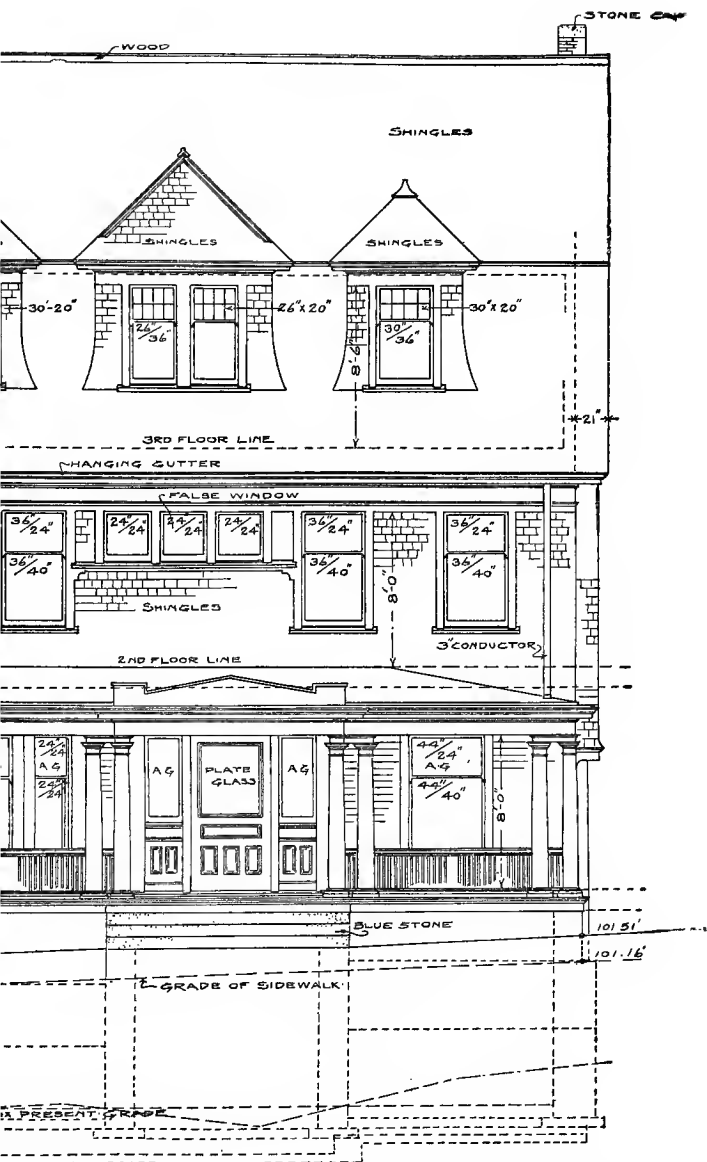 STONE CAP
WOOD
SHINGLES
SHINGLES
SHINGLES
30'-20"
26" X 20"
30" X 20"
26"/36"
30"/36"
8'-6"
21"
3RD FLOOR LINE
HANGING GUTTER
FALSE WINDOW
36"/24"
24"/24"
24"/24"
24"/24"
36"/24"
36"/24"
36"/40"
36"/40"
36"/40"
8'-0"
SHINGLES
3" CONDUCTOR
2ND FLOOR LINE
24"/24"
A G
24"/24"
A G
PLATE
GLASS
A G
44"/24"
A.G.
44"/40"
8'-0"
BLUE STONE
101 51'
101.16'
GRADE OF SIDEWALK
PRESENT GRADE